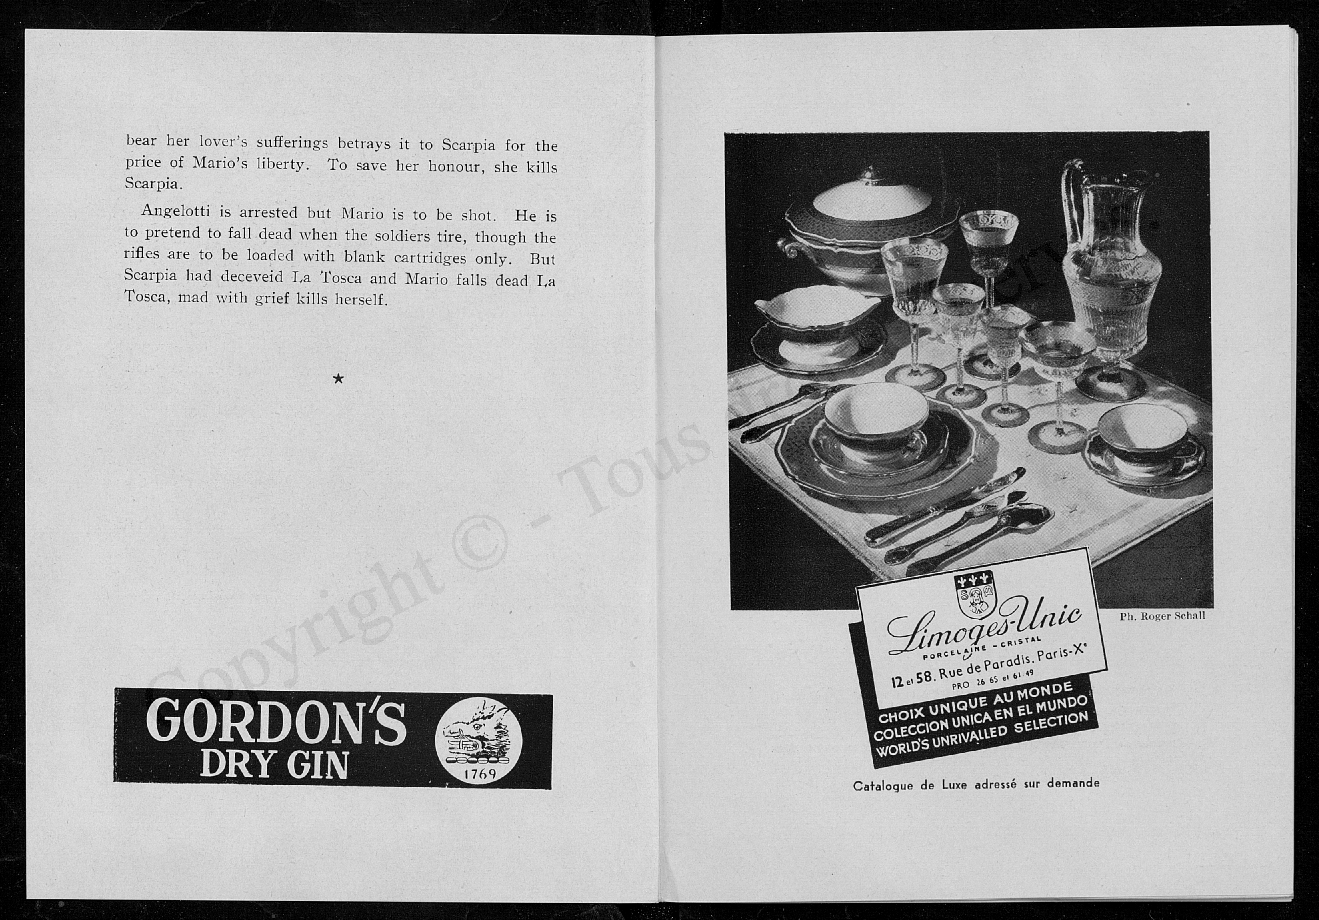 bear her lover's sufferings betrays it to Scarpia for the
price of Mario's liberty. To save her honour, she kills
Scarpia.
Angelotti is arrested but Mario is to be shot. He is
to pretend to fall dead when the soldiers tire, though the
rifles are to be loaded with blank cartridges only. But
Scarpia had deceveid La Tosca and Mario falls dead La
Tosca, mad with grief kills herself.
★
GORDON'S
DRY GIN
1769
Copyright © - Tous
Ph. Roger Schall
Limoges-Unic
PORCELAINE - CRISTAL
12 et 58, Rue de Paradis, Paris-Xe
PRO 26 65 et 61 49
CHOIX UNIQUE AU MONDE
COLECCION UNICA EN EL MUNDO
WORLD'S UNRIVALLED SELECTION
Catalogue de Luxe adressé sur demande